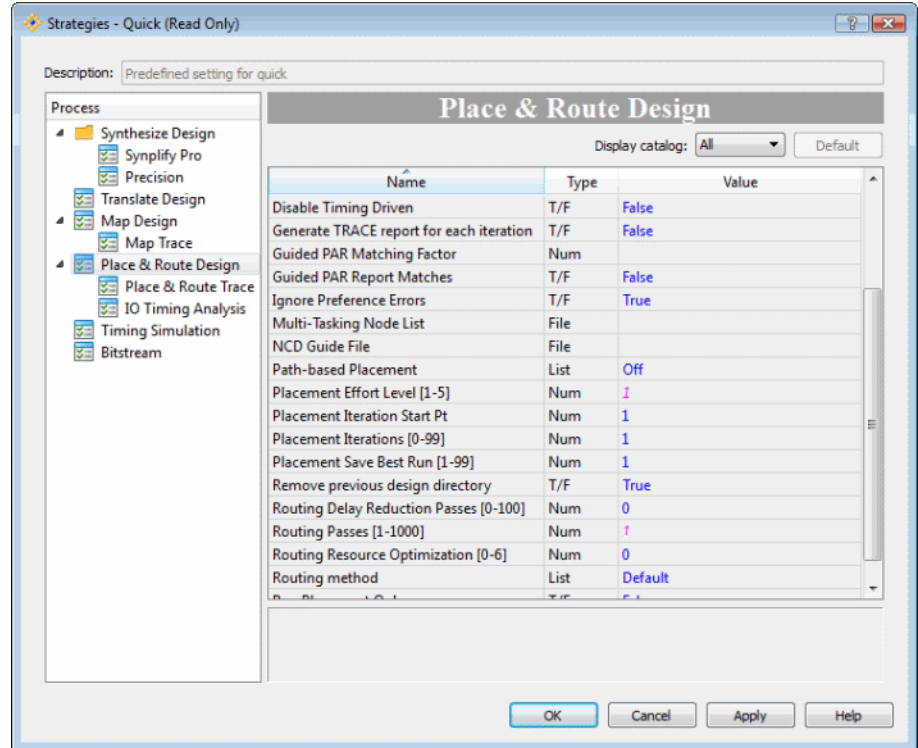 Strategies - Quick (Read Only)
Description: Predefined setting for quick
Process
Synthesize Design
Synplify Pro
Precision
Translate Design
Map Design
Map Trace
Place & Route Design
Place & Route Trace
IO Timing Analysis
Timing Simulation
Bitstream
Place & Route Design
Display catalog: All Default
Name Type Value
Disable Timing Driven T/F False
Generate TRACE report for each iteration T/F False
Guided PAR Matching Factor Num
Guided PAR Report Matches T/F False
Ignore Preference Errors T/F True
Multi-Tasking Node List File
NCD Guide File File
Path-based Placement List Off
Placement Effort Level [1-5] Num 1
Placement Iteration Start Pt Num 1
Placement Iterations [0-99] Num 1
Placement Save Best Run [1-99] Num 1
Remove previous design directory T/F True
Routing Delay Reduction Passes [0-100] Num 0
Routing Passes [1-1000] Num 1
Routing Resource Optimization [0-6] Num 0
Routing method List Default
OK Cancel Apply Help